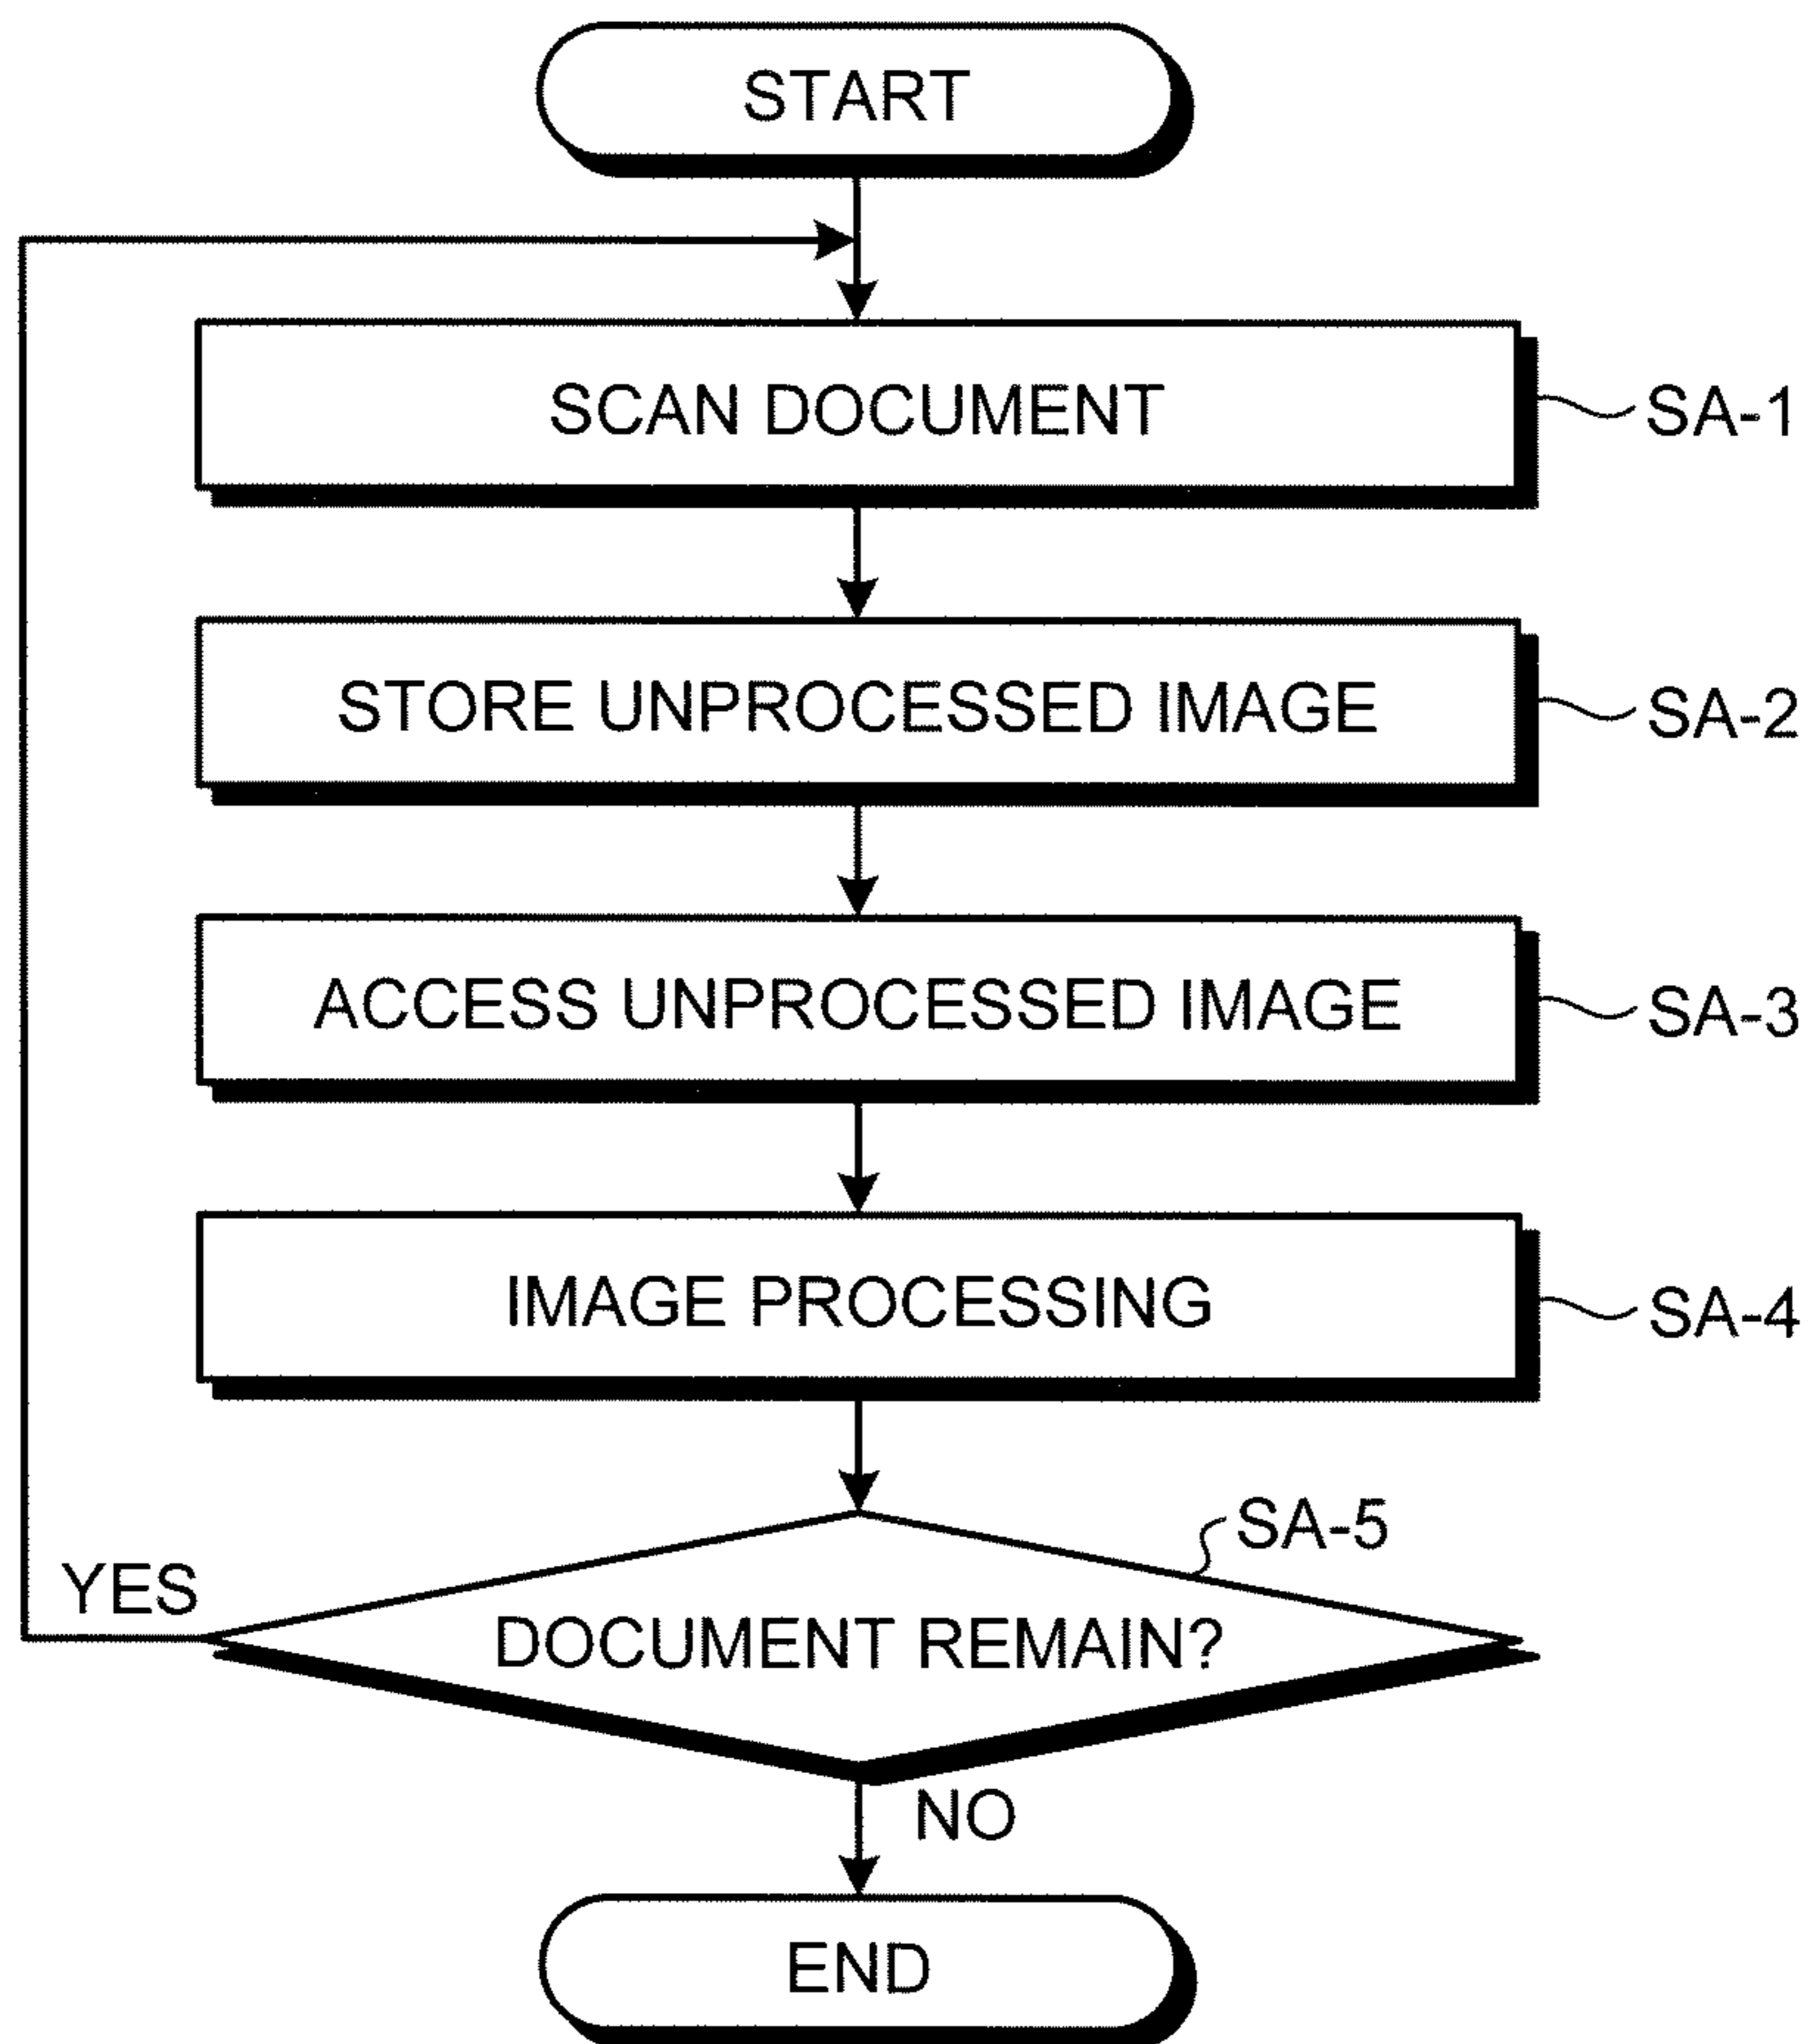 START
SCAN DOCUMENT
SA-1
STORE UNPROCESSED IMAGE
SA-2
ACCESS UNPROCESSED IMAGE
SA-3
IMAGE PROCESSING
SA-4
SA-5
YES
DOCUMENT REMAIN?
NO
END